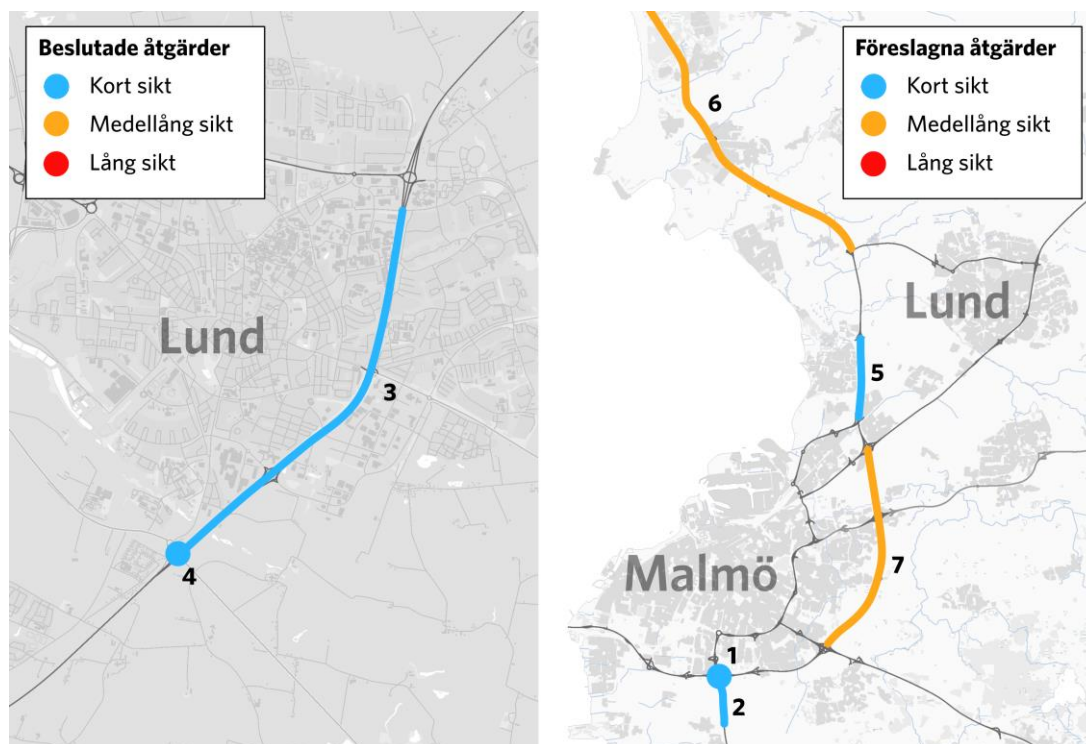 Beslutade åtgärder
Kort sikt
Medellång sikt
Lång sikt
Lund
3
4
Föreslagna åtgärder
Kort sikt
Medellång sikt
Lång sikt
6
Lund
5
Malmö
7
1
2